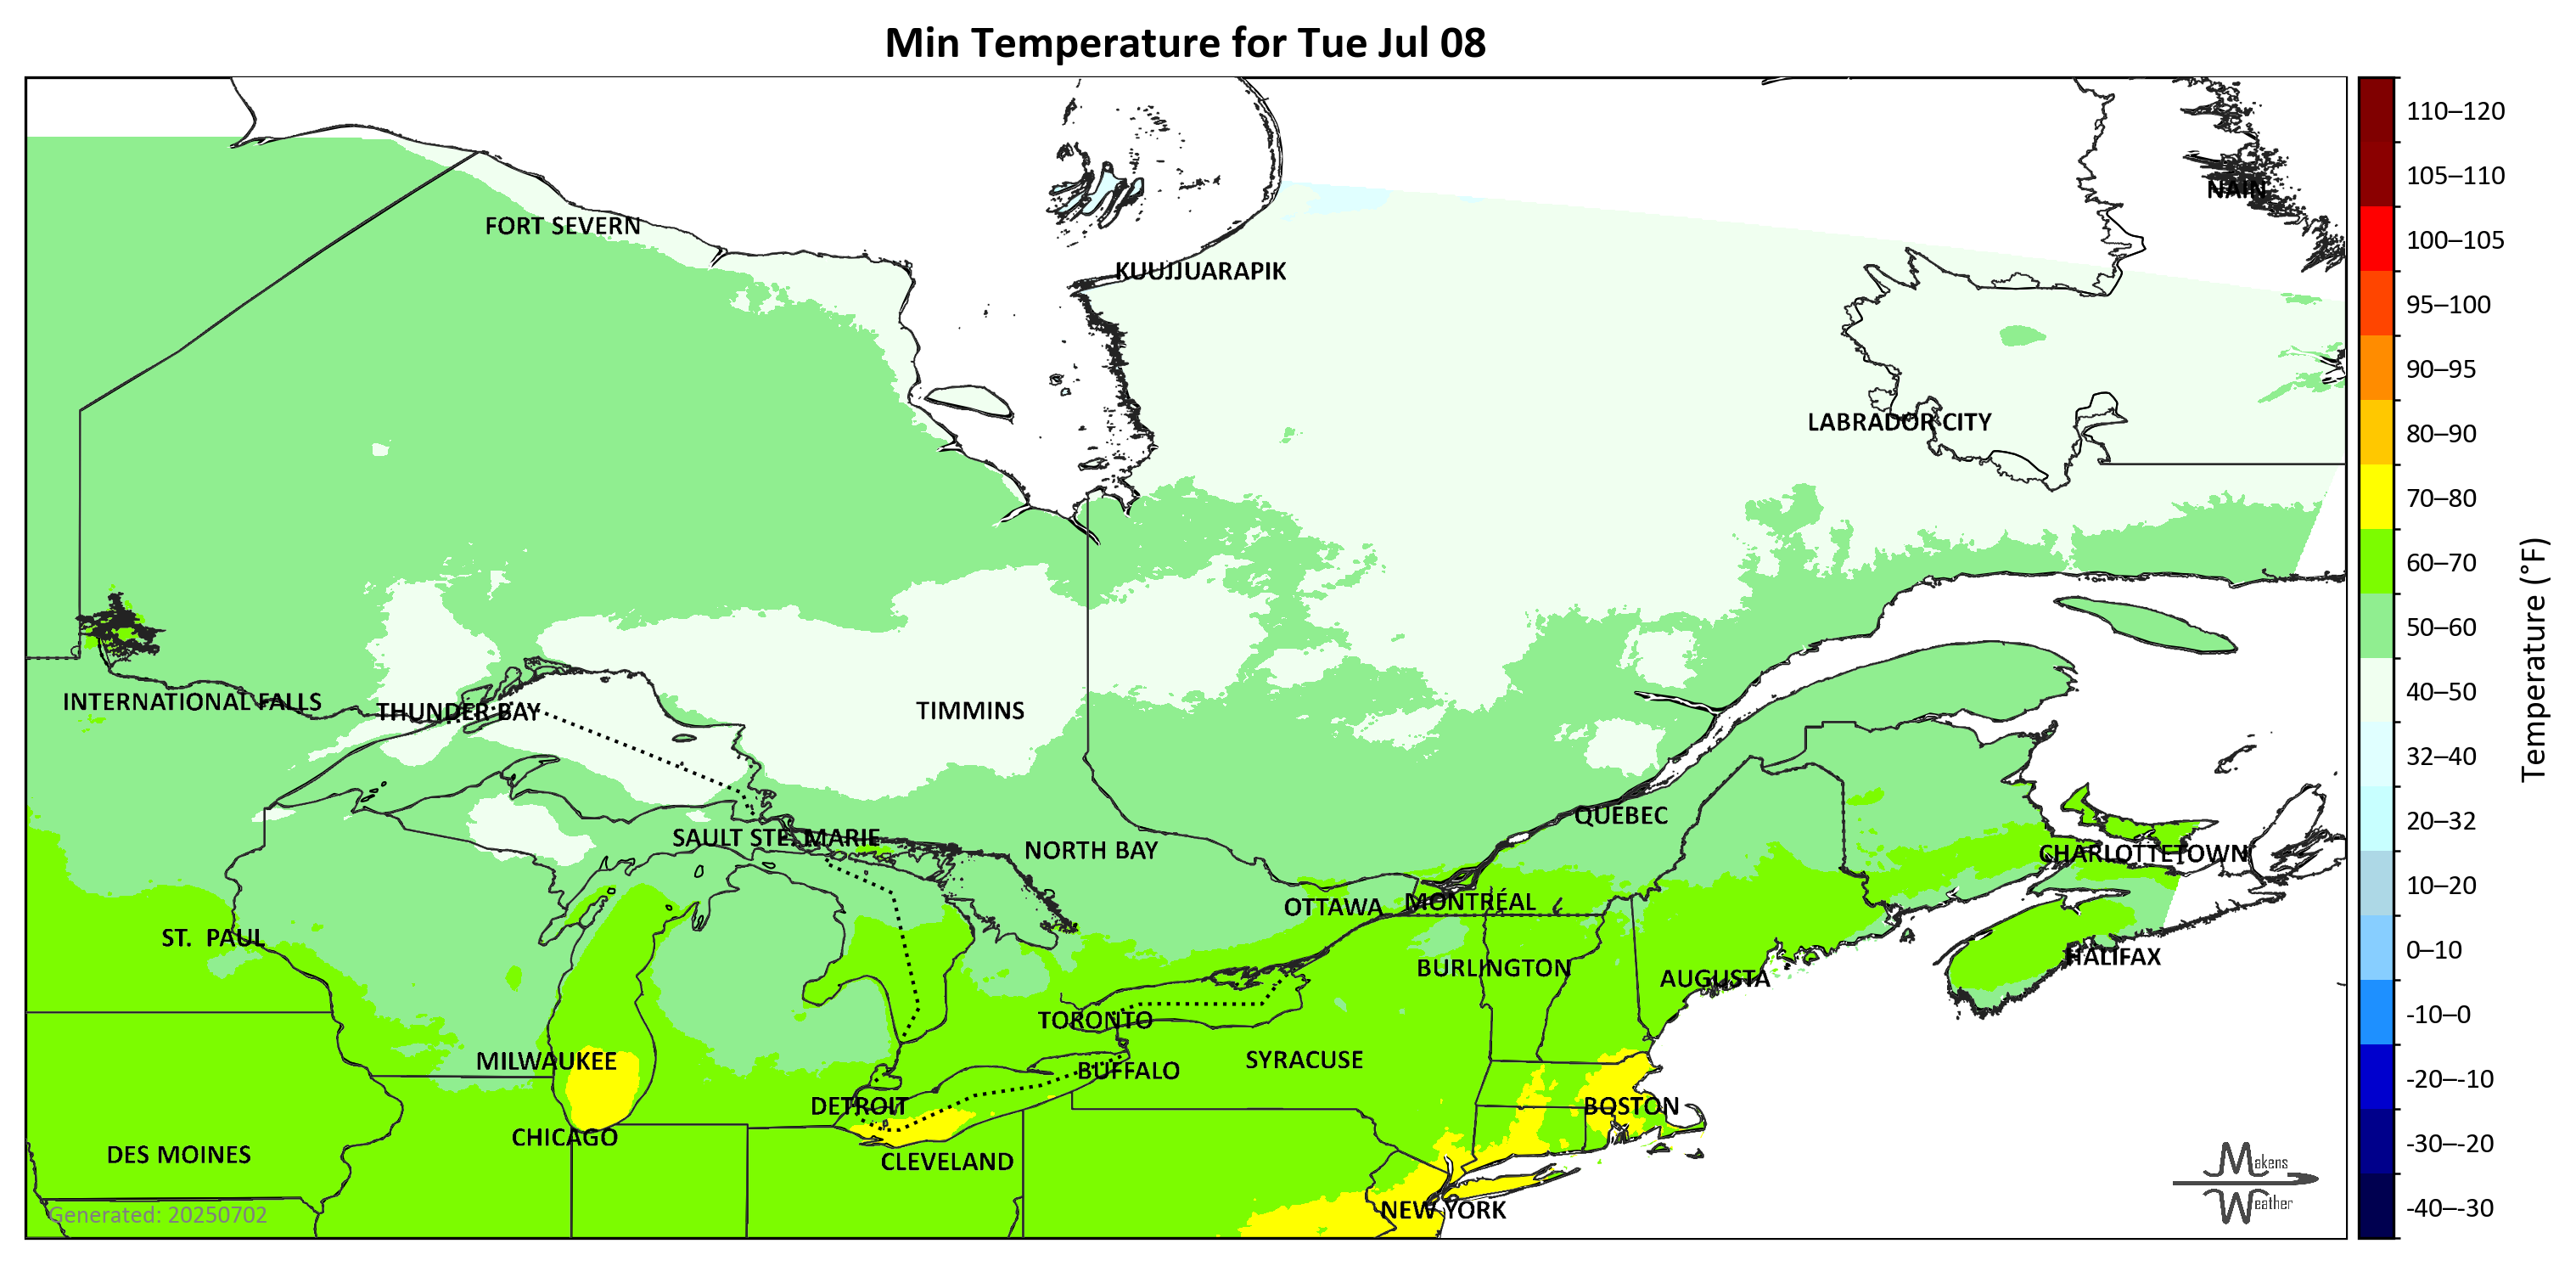 Min Temperature for Tue Jul 08
110–120
105–110
100–105
95–100
90–95
80–90
70–80
60–70
50–60
40–50
32–40
20–32
10–20
0–10
-10–0
-20–-10
-30–-20
-40–-30
Temperature (°F)
NAIN
FORT SEVERN
KUUJJUARAPIK
LABRADOR CITY
INTERNATIONAL FALLS
THUNDER BAY
TIMMINS
QUÉBEC
SAULT STE. MARIE
NORTH BAY
CHARLOTTETOWN
OTTAWA
MONTRÉAL
ST.  PAUL
HALIFAX
BURLINGTON
AUGUSTA
TORONTO
MILWAUKEE
SYRACUSE
BUFFALO
DETROIT
BOSTON
CHICAGO
DES MOINES
CLEVELAND
NEW YORK
Makens
Weather
Generated: 20250702